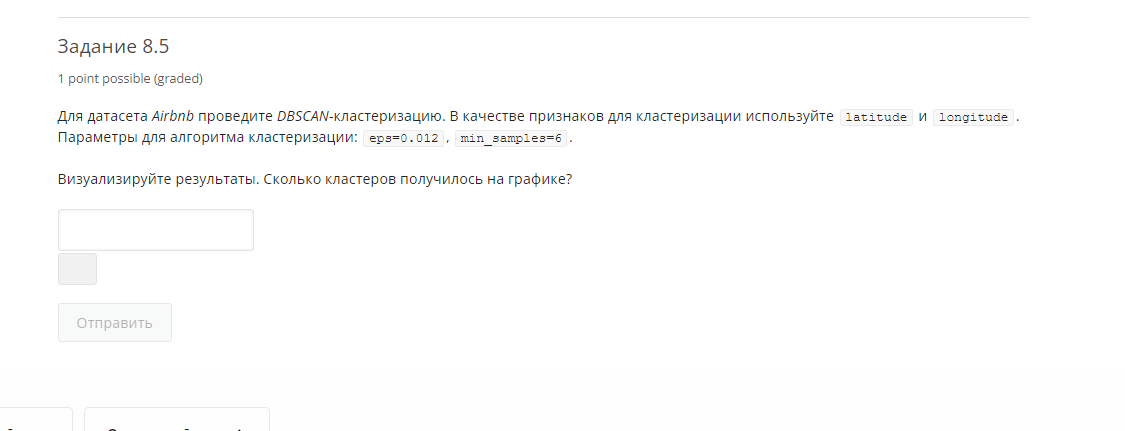 Задание 8.5
1 point possible (graded)
Для датасета Airbnb проведите DBSCAN-кластеризацию. В качестве признаков для кластеризации используйте latitude и longitude .
Параметры для алгоритма кластеризации: eps=0.012 , min_samples=6 .
Визуализируйте результаты. Сколько кластеров получилось на графике?
Отправить